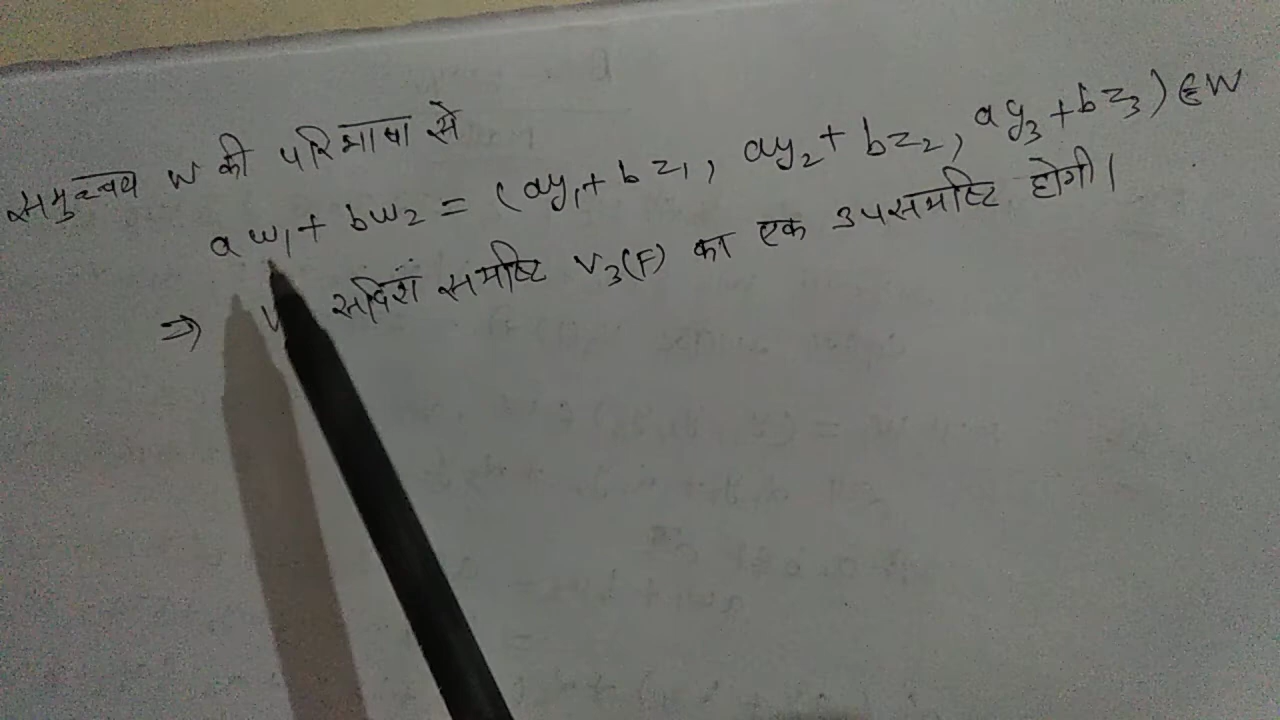 समुच्चय W की परिभाषा से
aw₁ + bw₂ = (ay₁ + bz₁, ay₂ + bz₂, ay₃ + bz₃) ∈ W
⇒ सदिश समष्टि V₃(F) का एक उपसमष्टि होगी।